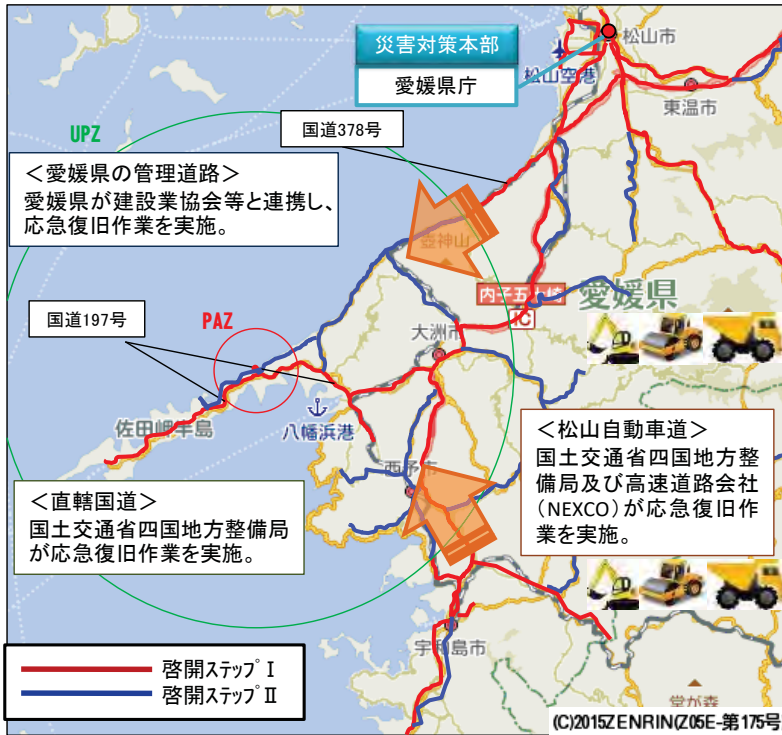 災害対策本部
愛媛県庁
松山市
松山空港
東温市
UPZ
国道378号
＜愛媛県の管理道路＞
愛媛県が建設業協会等と連携し、
応急復旧作業を実施。
壺神山
内子五十崎
IC
愛媛県
国道197号
PAZ
大洲市
佐田岬半島
八幡浜港
西予市
＜松山自動車道＞
国土交通省四国地方整
備局及び高速道路会社
（NEXCO）が応急復旧作
業を実施。
＜直轄国道＞
国土交通省四国地方整備局
が応急復旧作業を実施。
宇和島市
啓開ステップⅠ
啓開ステップⅡ
堂が森
(C)2015ZENRIN(Z05E-第175号